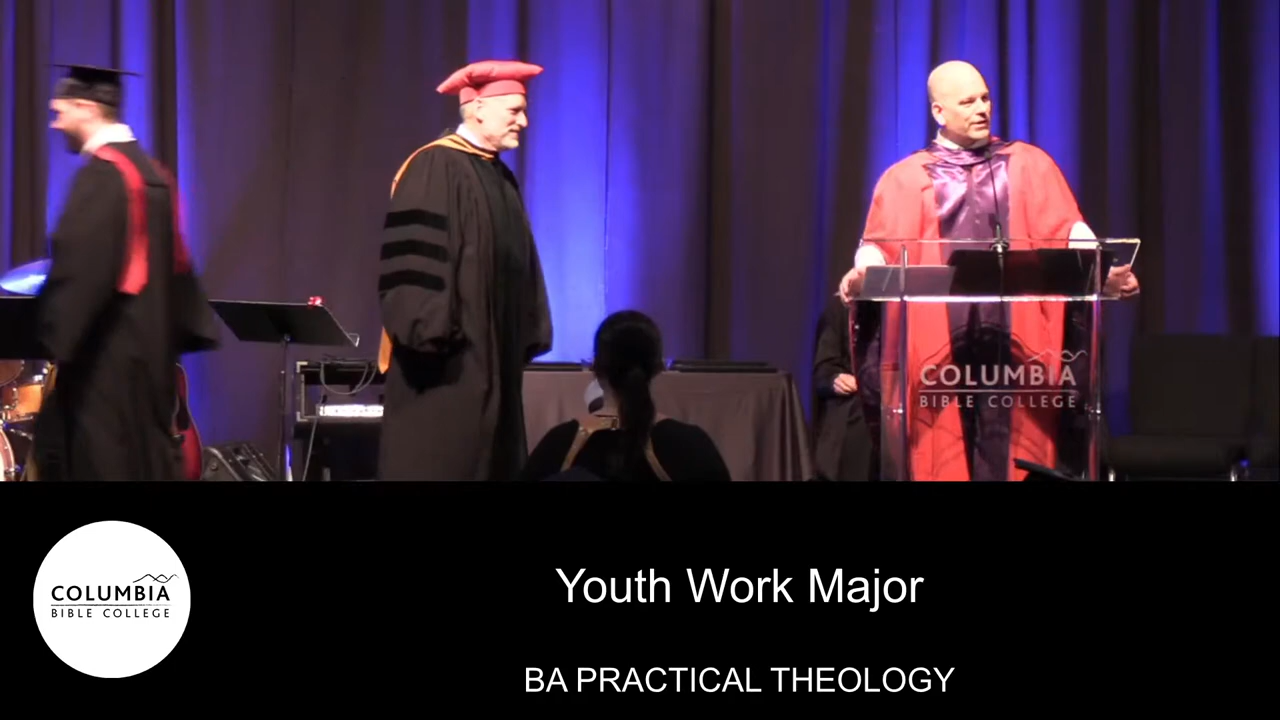 COLUMBIA
BIBLE COLLEGE
COLUMBIA
BIBLE COLLEGE
Youth Work Major
BA PRACTICAL THEOLOGY